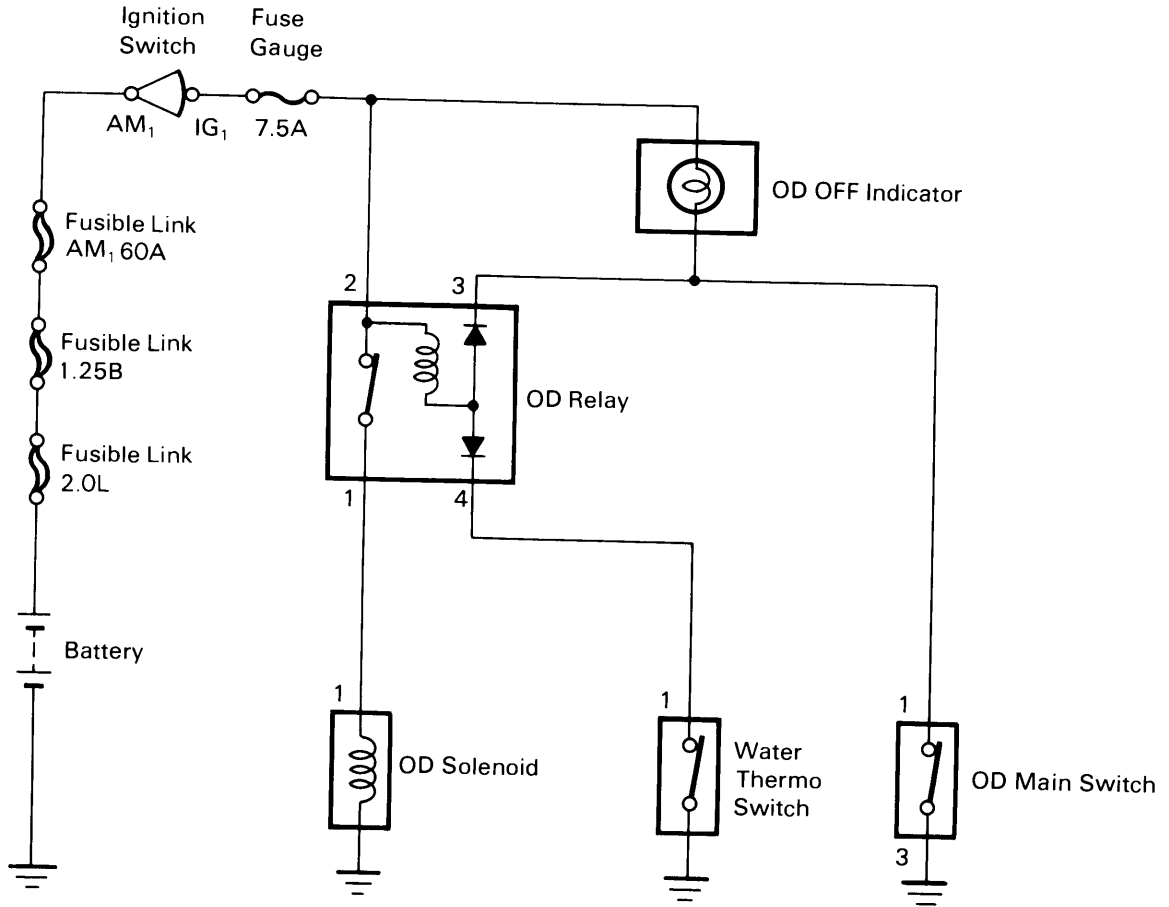 Ignition
Switch
Fuse
Gauge
AM₁
IG₁
7.5A
OD OFF Indicator
Fusible Link
AM₁ 60A
2
3
Fusible Link
1.25B
OD Relay
Fusible Link
2.0L
1
4
Battery
1
OD Solenoid
1
Water
Thermo
Switch
1
OD Main Switch
3